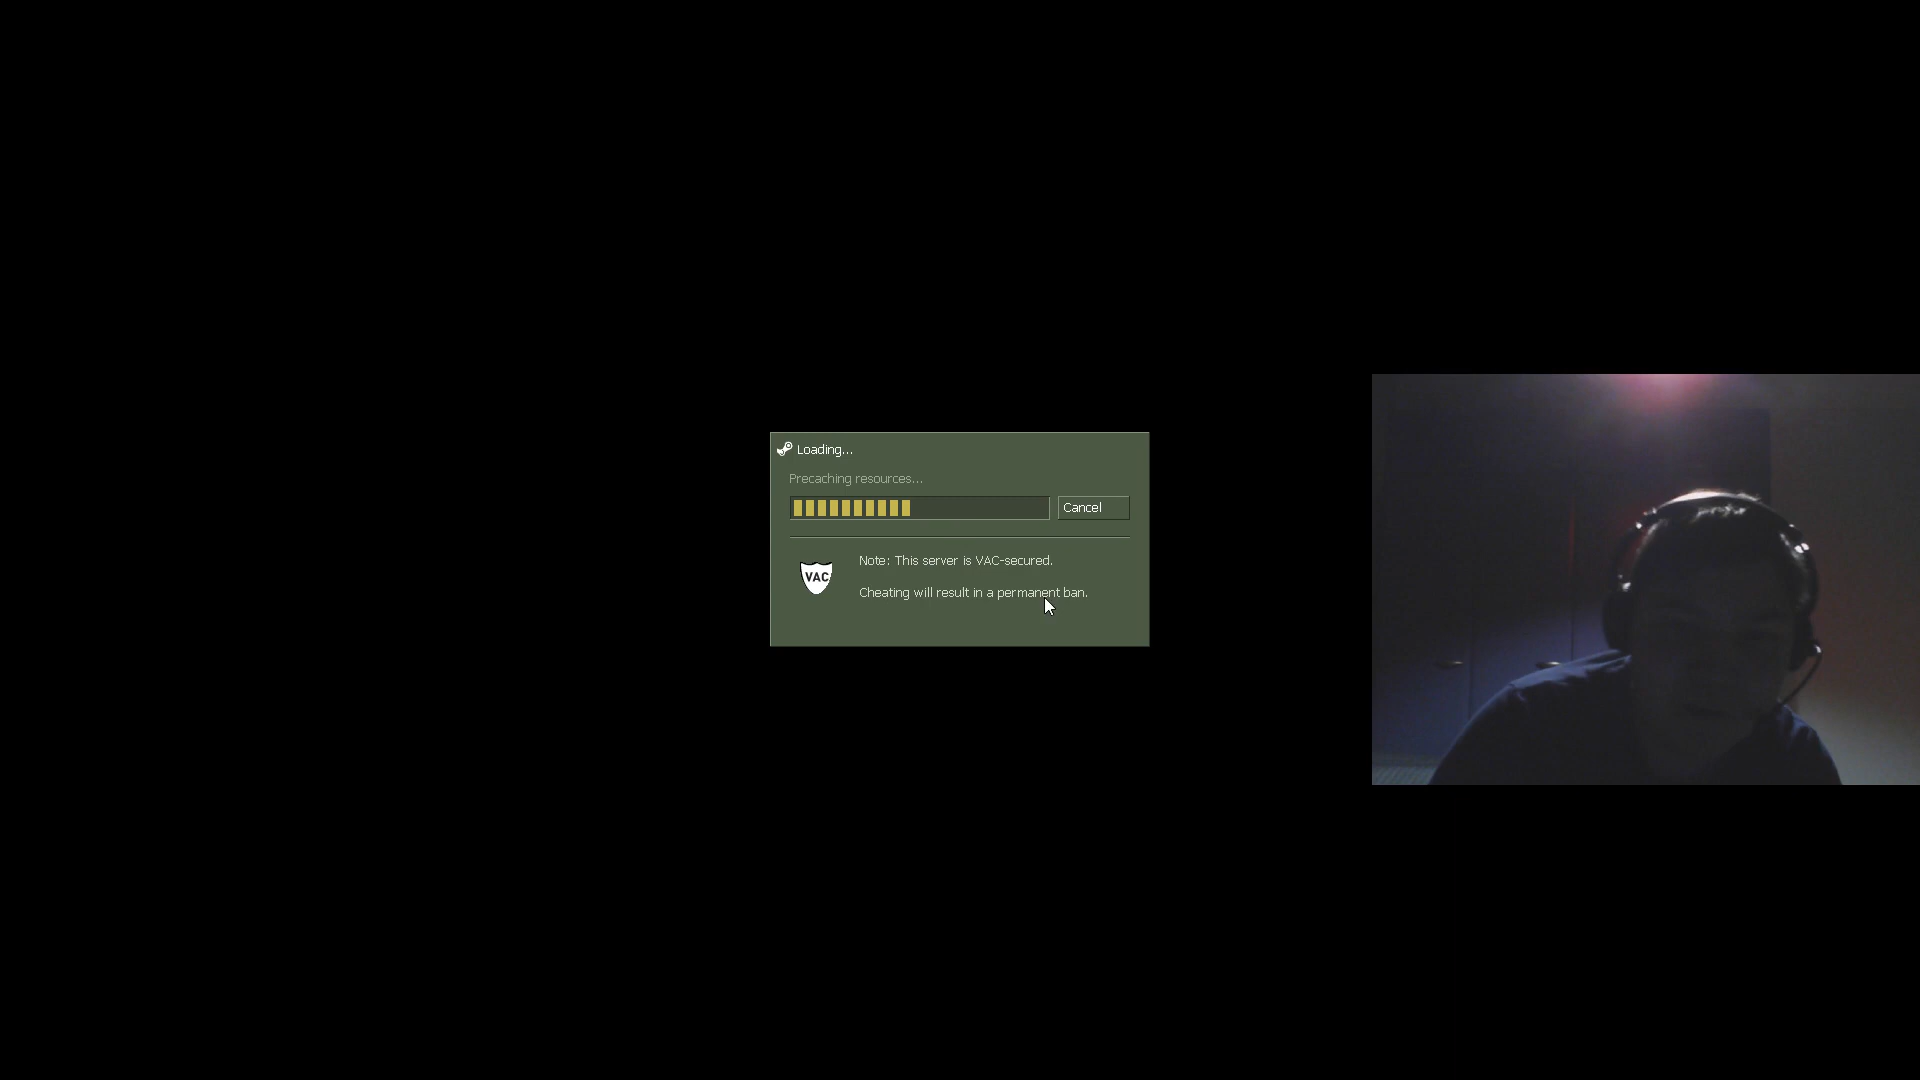 Loading...
Precaching resources...
Cancel
Note: This server is VAC-secured.
VAC
Cheating will result in a permanent ban.